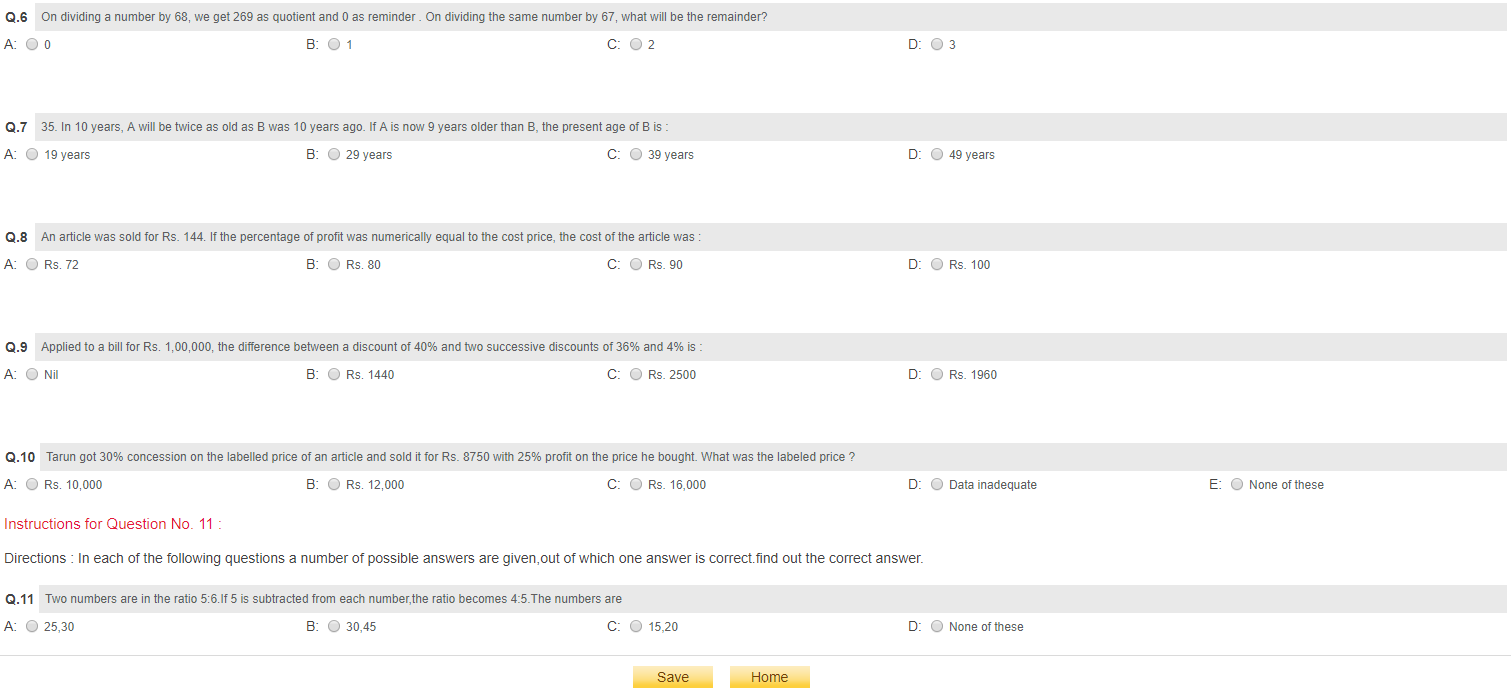 Q.6 On dividing a number by 68, we get 269 as quotient and 0 as reminder . On dividing the same number by 67, what will be the remainder?
A: 0 B: 1 C: 2 D: 3
Q.7 35. In 10 years, A will be twice as old as B was 10 years ago. If A is now 9 years older than B, the present age of B is :
A: 19 years B: 29 years C: 39 years D: 49 years
Q.8 An article was sold for Rs. 144. If the percentage of profit was numerically equal to the cost price, the cost of the article was :
A: Rs. 72 B: Rs. 80 C: Rs. 90 D: Rs. 100
Q.9 Applied to a bill for Rs. 1,00,000, the difference between a discount of 40% and two successive discounts of 36% and 4% is :
A: Nil B: Rs. 1440 C: Rs. 2500 D: Rs. 1960
Q.10 Tarun got 30% concession on the labelled price of an article and sold it for Rs. 8750 with 25% profit on the price he bought. What was the labeled price ?
A: Rs. 10,000 B: Rs. 12,000 C: Rs. 16,000 D: Data inadequate E: None of these
Instructions for Question No. 11 :
Directions : In each of the following questions a number of possible answers are given,out of which one answer is correct.find out the correct answer.
Q.11 Two numbers are in the ratio 5:6.If 5 is subtracted from each number,the ratio becomes 4:5.The numbers are
A: 25,30 B: 30,45 C: 15,20 D: None of these
Save Home